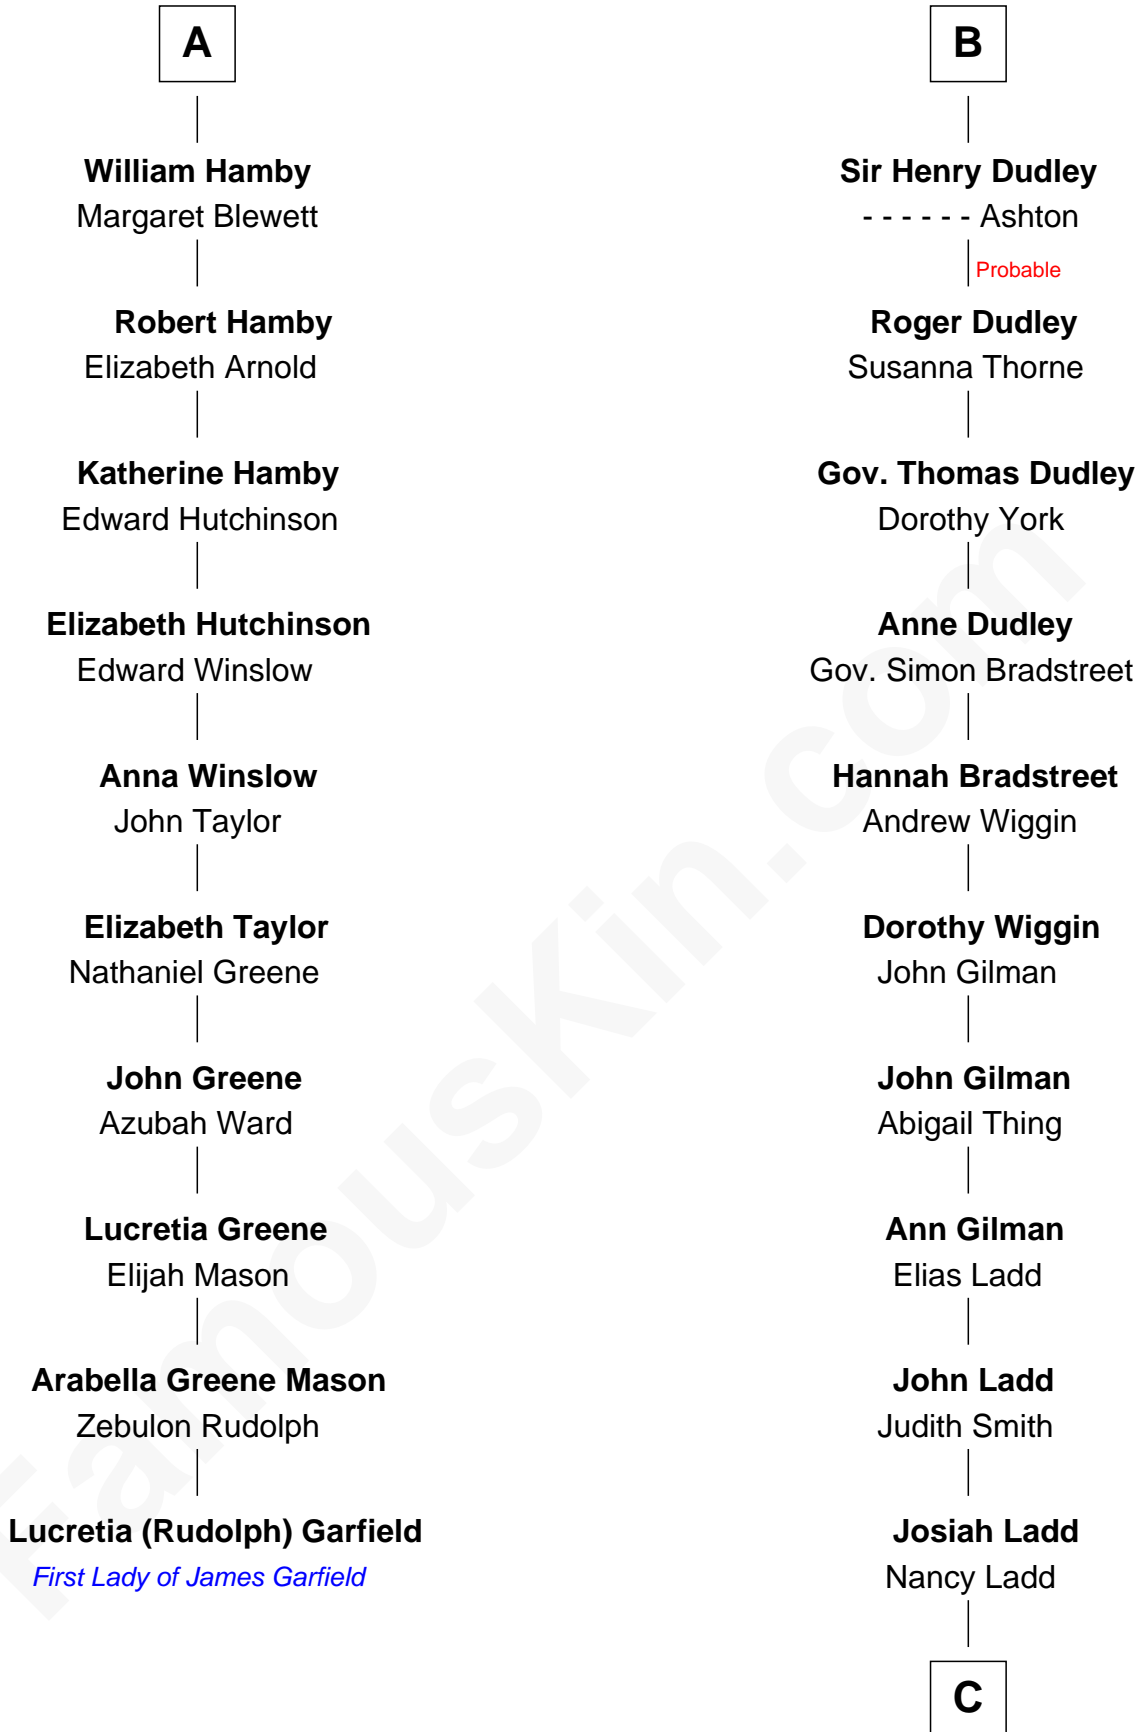 A
William Hamby
Margaret Blewett
Robert Hamby
Elizabeth Arnold
Katherine Hamby
Edward Hutchinson
Elizabeth Hutchinson
Edward Winslow
Anna Winslow
John Taylor
Elizabeth Taylor
Nathaniel Greene
John Greene
Azubah Ward
Lucretia Greene
Elijah Mason
Arabella Greene Mason
Zebulon Rudolph
Lucretia (Rudolph) Garfield
First Lady of James Garfield
B
Sir Henry Dudley
- - - - - - Ashton
Probable
Roger Dudley
Susanna Thorne
Gov. Thomas Dudley
Dorothy York
Anne Dudley
Gov. Simon Bradstreet
Hannah Bradstreet
Andrew Wiggin
Dorothy Wiggin
John Gilman
John Gilman
Abigail Thing
Ann Gilman
Elias Ladd
John Ladd
Judith Smith
Josiah Ladd
Nancy Ladd
C
FamousKin.com